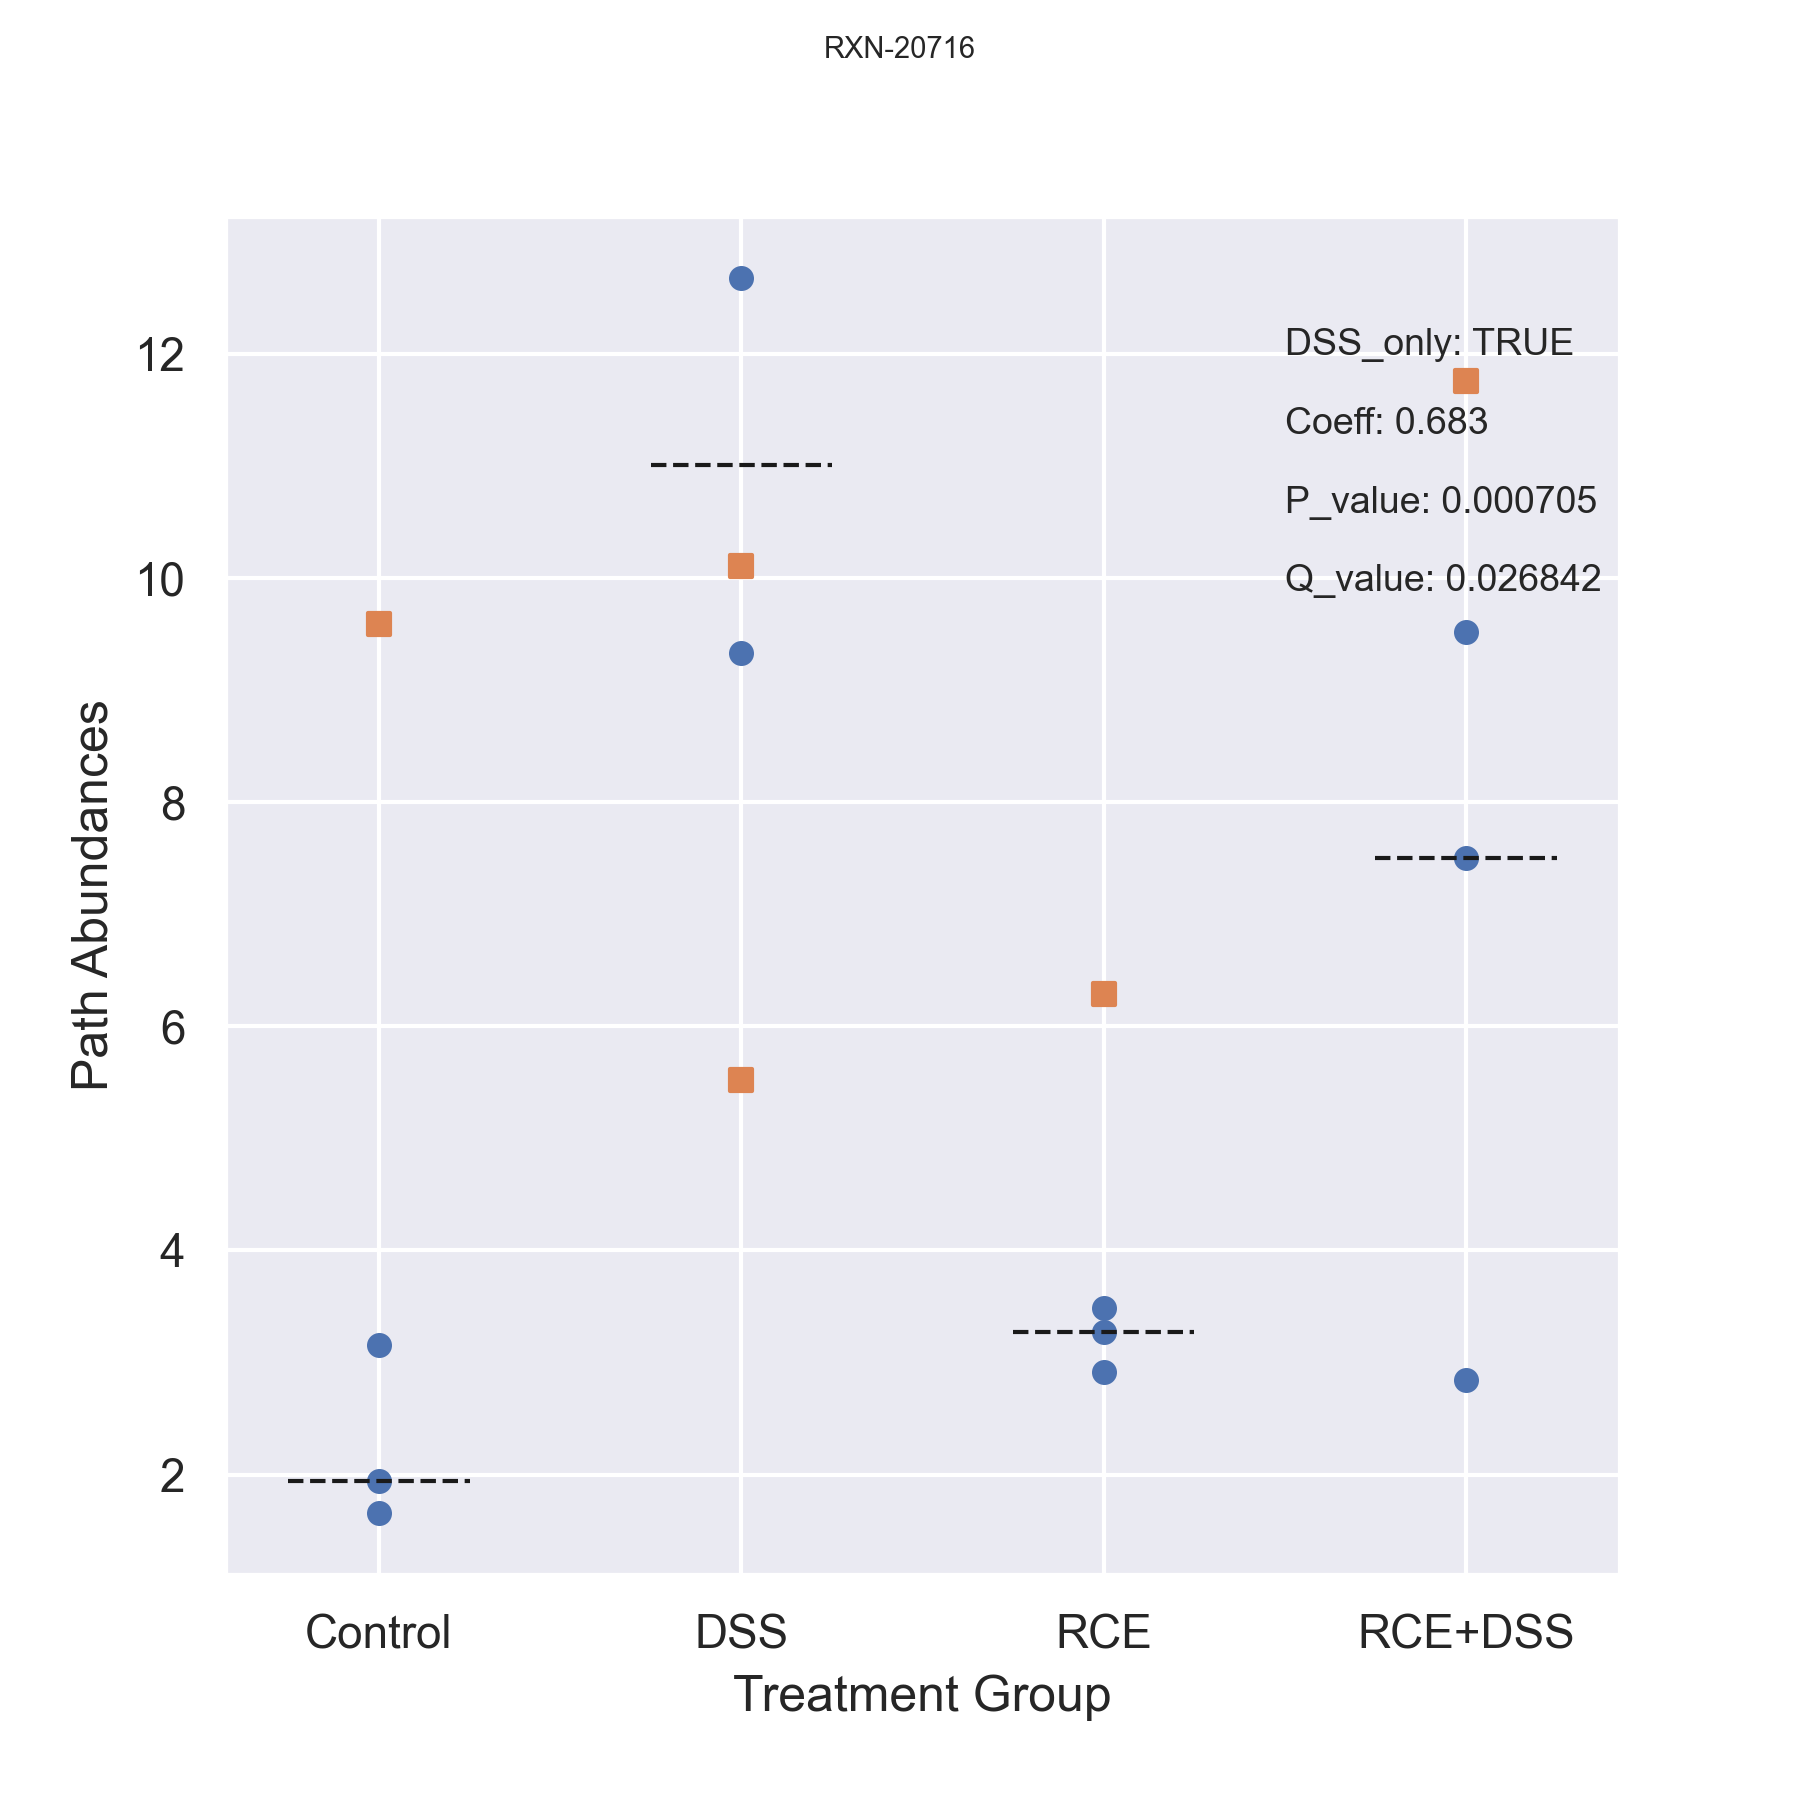 RXN-20716
DSS_only: TRUE
Coeff: 0.683
P_value: 0.000705
Q_value: 0.026842
12
10
8
6
4
2
Path Abundances
Control
DSS
RCE
RCE+DSS
Treatment Group